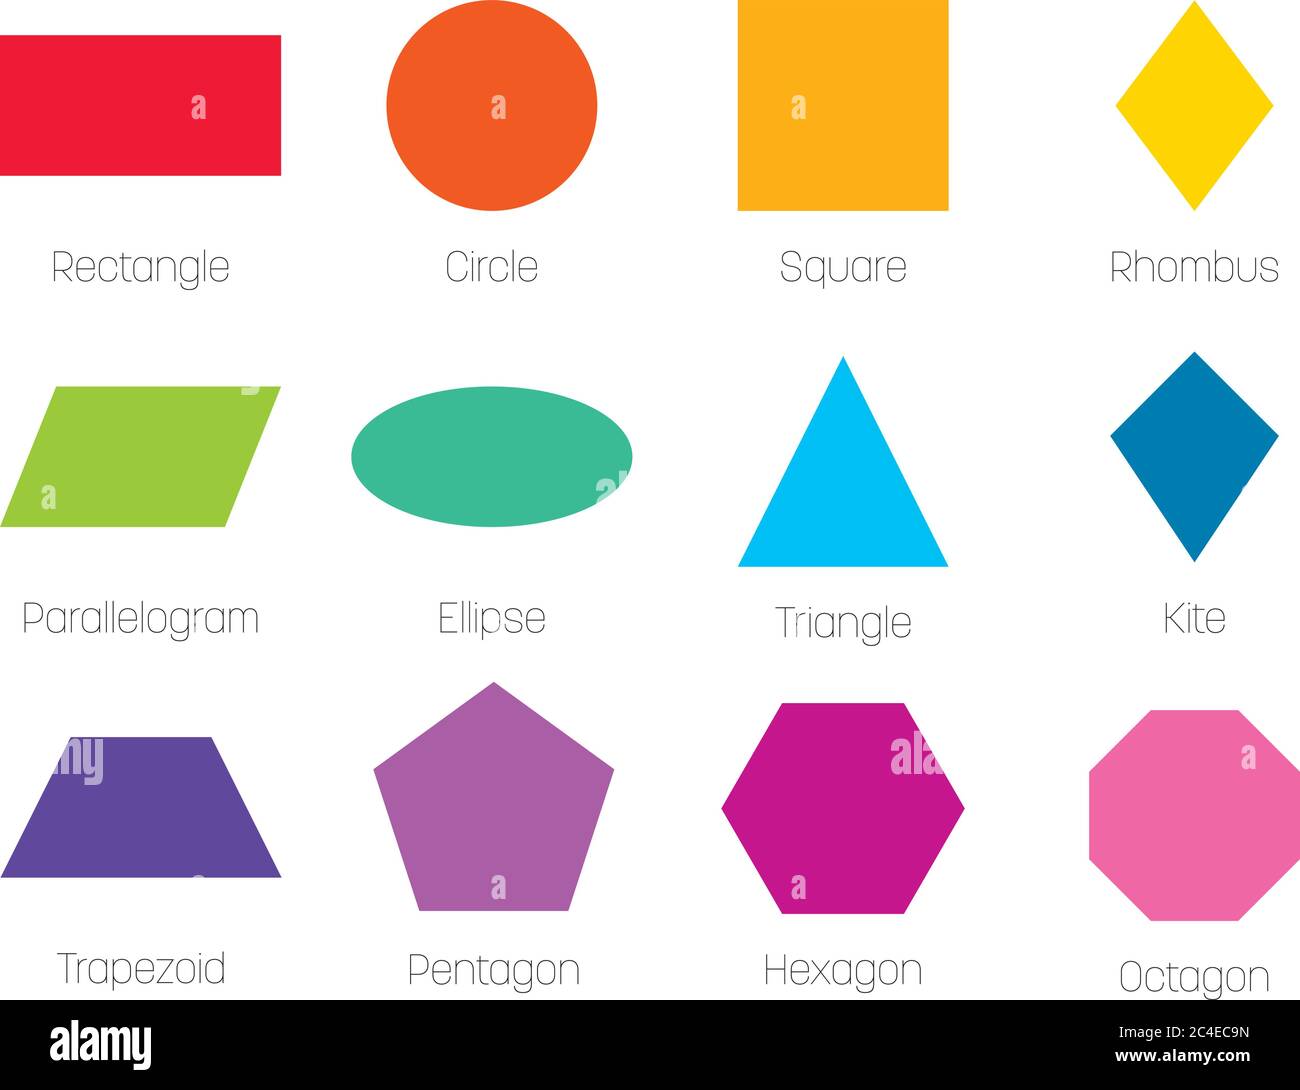 Rectangle
Circle
Square
Rhombus
Parallelogram
Ellipse
Triangle
Kite
Trapezoid
Pentagon
Hexagon
Octagon
alamy
Image ID: 2C4EC9N
www.alamy.com